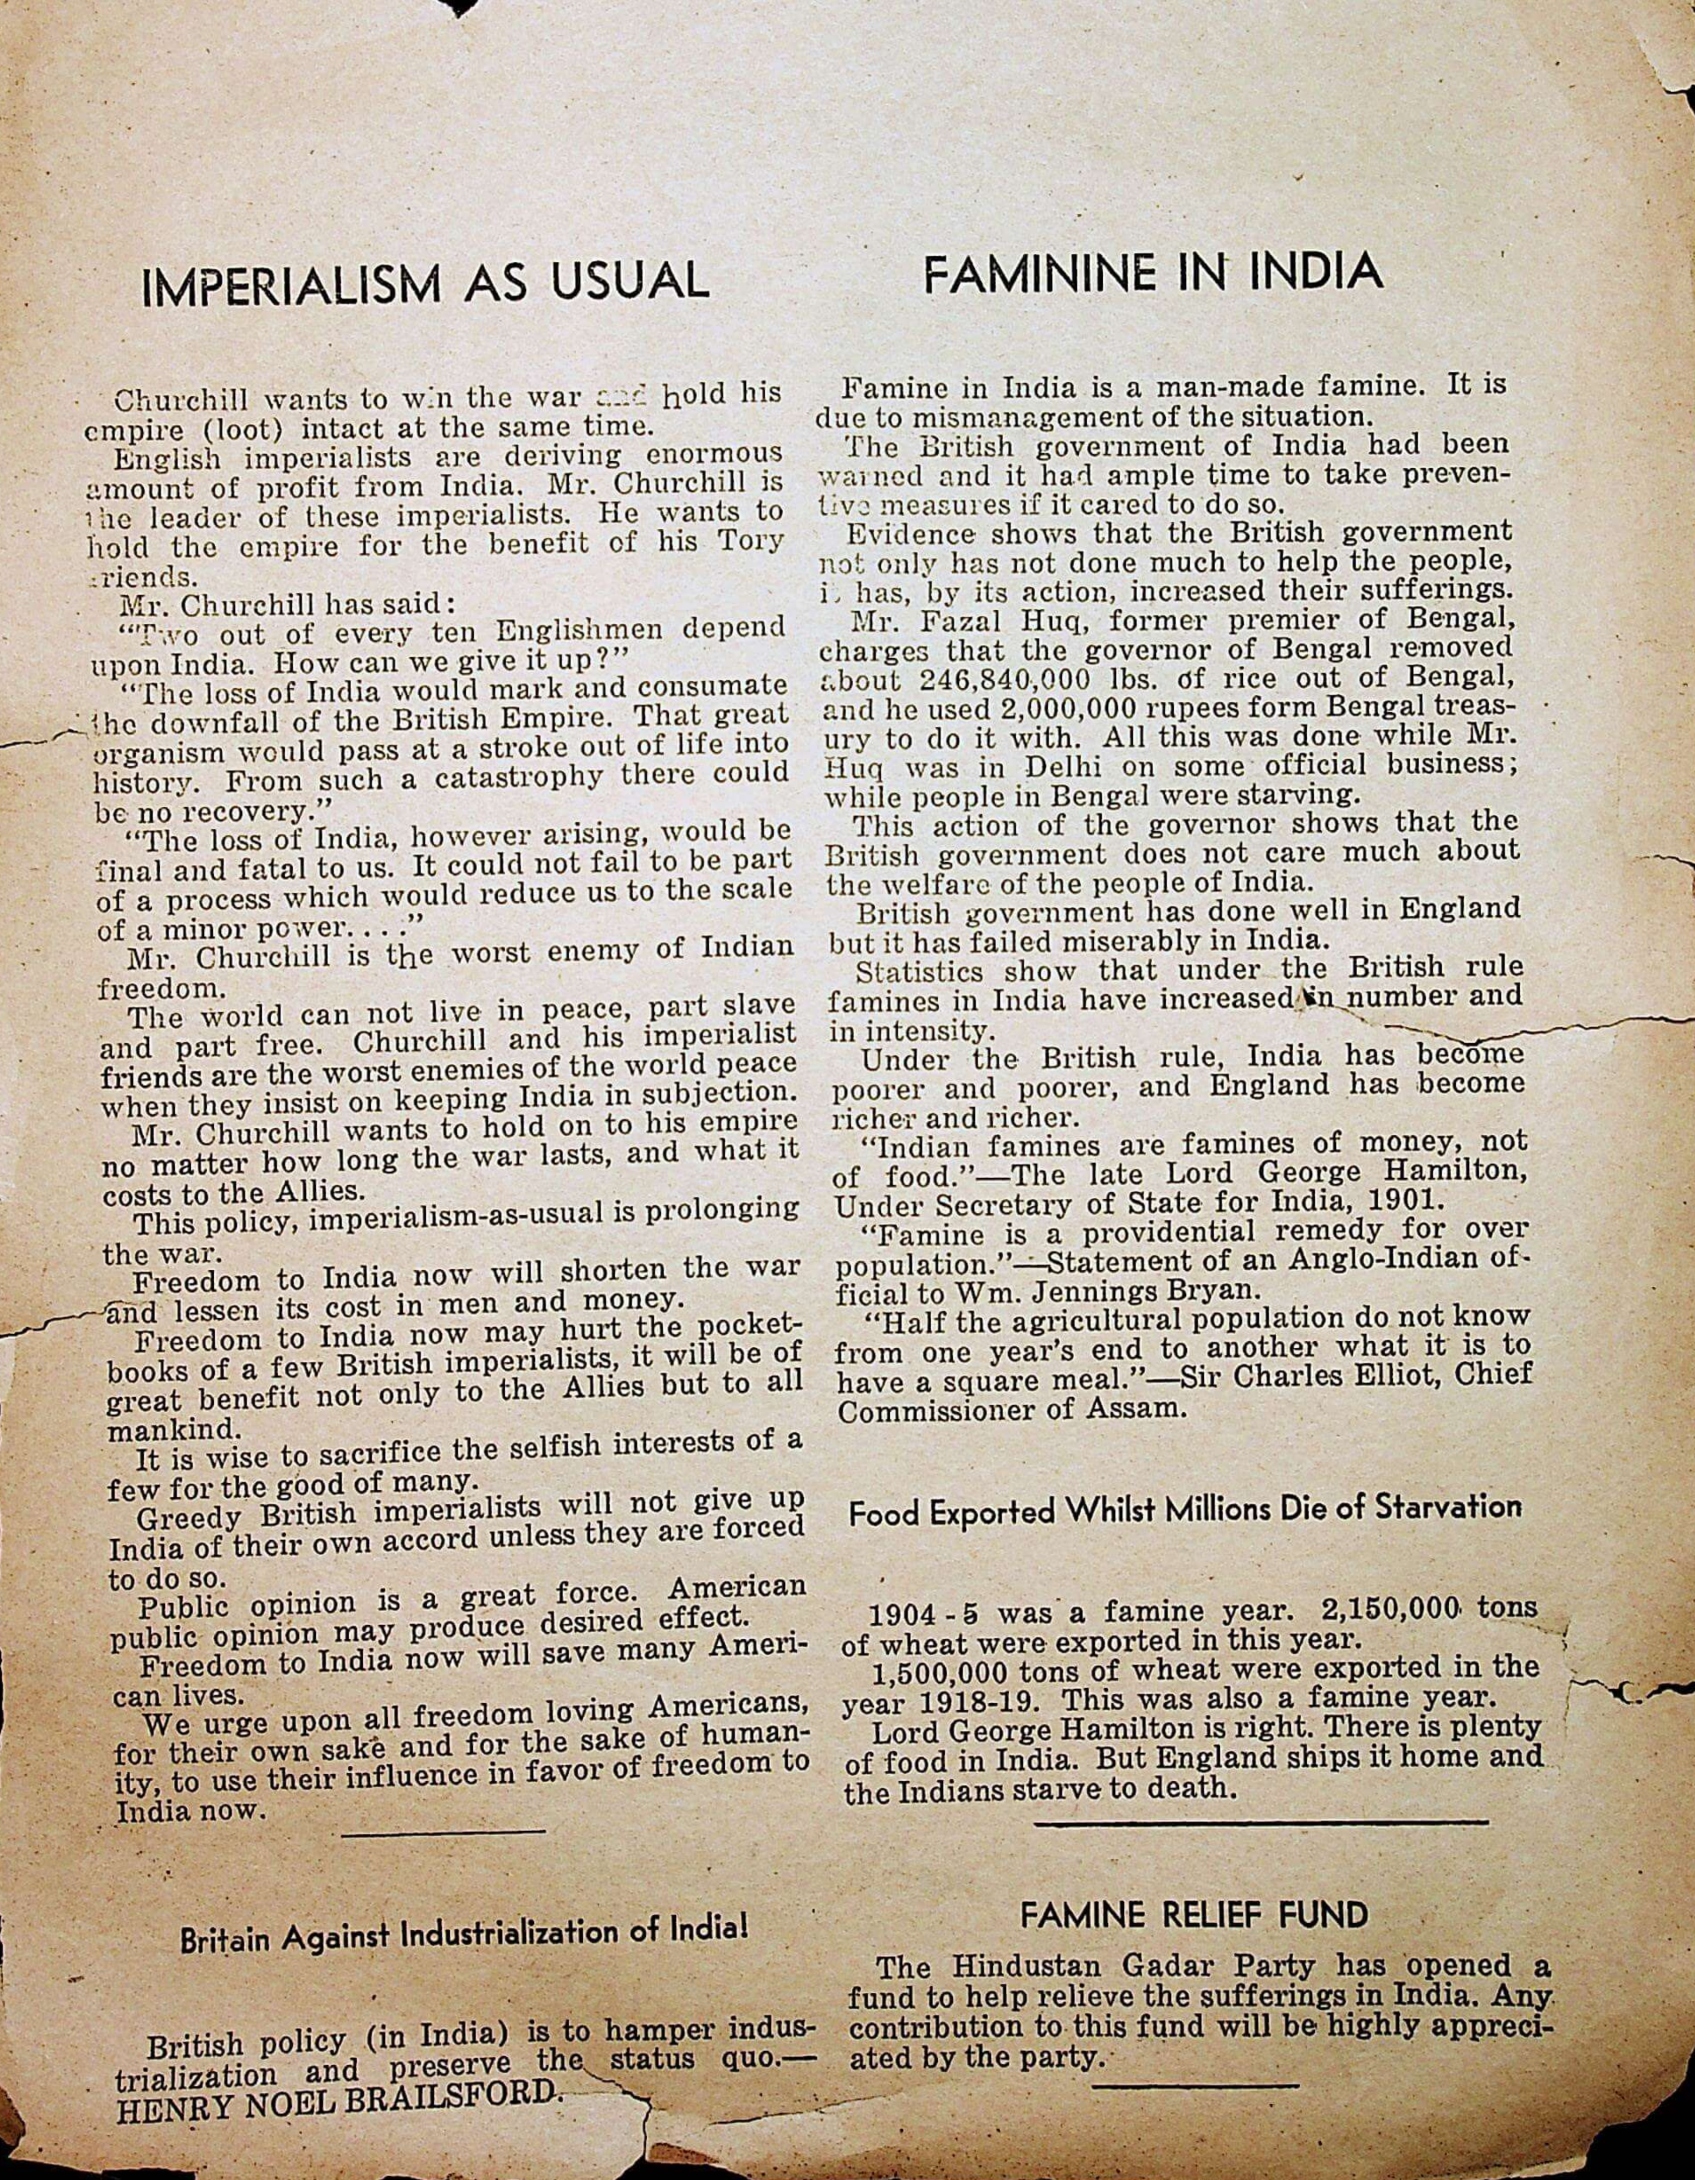 IMPERIALISM AS USUAL
Churchill wants to win the war and hold his
empire (loot) intact at the same time.
English imperialists are deriving enormous
amount of profit from India. Mr. Churchill is
the leader of these imperialists. He wants to
hold the empire for the benefit of his Tory
friends.
Mr. Churchill has said:
“Two out of every ten Englishmen depend
upon India. How can we give it up?”
“The loss of India would mark and consumate
the downfall of the British Empire. That great
organism would pass at a stroke out of life into
history. From such a catastrophy there could
be no recovery.”
“The loss of India, however arising, would be
final and fatal to us. It could not fail to be part
of a process which would reduce us to the scale
of a minor power. . . .”
Mr. Churchill is the worst enemy of Indian
freedom.
The world can not live in peace, part slave
and part free. Churchill and his imperialist
friends are the worst enemies of the world peace
when they insist on keeping India in subjection.
Mr. Churchill wants to hold on to his empire
no matter how long the war lasts, and what it
costs to the Allies.
This policy, imperialism-as-usual is prolonging
the war.
Freedom to India now will shorten the war
and lessen its cost in men and money.
Freedom to India now may hurt the pocket-
books of a few British imperialists, it will be of
great benefit not only to the Allies but to all
mankind.
It is wise to sacrifice the selfish interests of a
few for the good of many.
Greedy British imperialists will not give up
India of their own accord unless they are forced
to do so.
Public opinion is a great force. American
public opinion may produce desired effect.
Freedom to India now will save many Ameri-
can lives.
We urge upon all freedom loving Americans,
for their own sake and for the sake of human-
ity, to use their influence in favor of freedom to
India now.
Britain Against Industrialization of India!
British policy (in India) is to hamper indus-
trialization and preserve the status quo.—
HENRY NOEL BRAILSFORD.
FAMININE IN INDIA
Famine in India is a man-made famine. It is
due to mismanagement of the situation.
The British government of India had been
warned and it had ample time to take preven-
tive measures if it cared to do so.
Evidence shows that the British government
not only has not done much to help the people,
it has, by its action, increased their sufferings.
Mr. Fazal Huq, former premier of Bengal,
charges that the governor of Bengal removed
about 246,840,000 lbs. of rice out of Bengal,
and he used 2,000,000 rupees form Bengal treas-
ury to do it with. All this was done while Mr.
Huq was in Delhi on some official business;
while people in Bengal were starving.
This action of the governor shows that the
British government does not care much about
the welfare of the people of India.
British government has done well in England
but it has failed miserably in India.
Statistics show that under the British rule
famines in India have increased in number and
in intensity.
Under the British rule, India has become
poorer and poorer, and England has become
richer and richer.
“Indian famines are famines of money, not
of food.”—The late Lord George Hamilton,
Under Secretary of State for India, 1901.
“Famine is a providential remedy for over
population.”—Statement of an Anglo-Indian of-
ficial to Wm. Jennings Bryan.
“Half the agricultural population do not know
from one year’s end to another what it is to
have a square meal.”—Sir Charles Elliot, Chief
Commissioner of Assam.
Food Exported Whilst Millions Die of Starvation
1904-5 was a famine year. 2,150,000 tons
of wheat were exported in this year.
1,500,000 tons of wheat were exported in the
year 1918-19. This was also a famine year.
Lord George Hamilton is right. There is plenty
of food in India. But England ships it home and
the Indians starve to death.
FAMINE RELIEF FUND
The Hindustan Gadar Party has opened a
fund to help relieve the sufferings in India. Any
contribution to this fund will be highly appreci-
ated by the party.